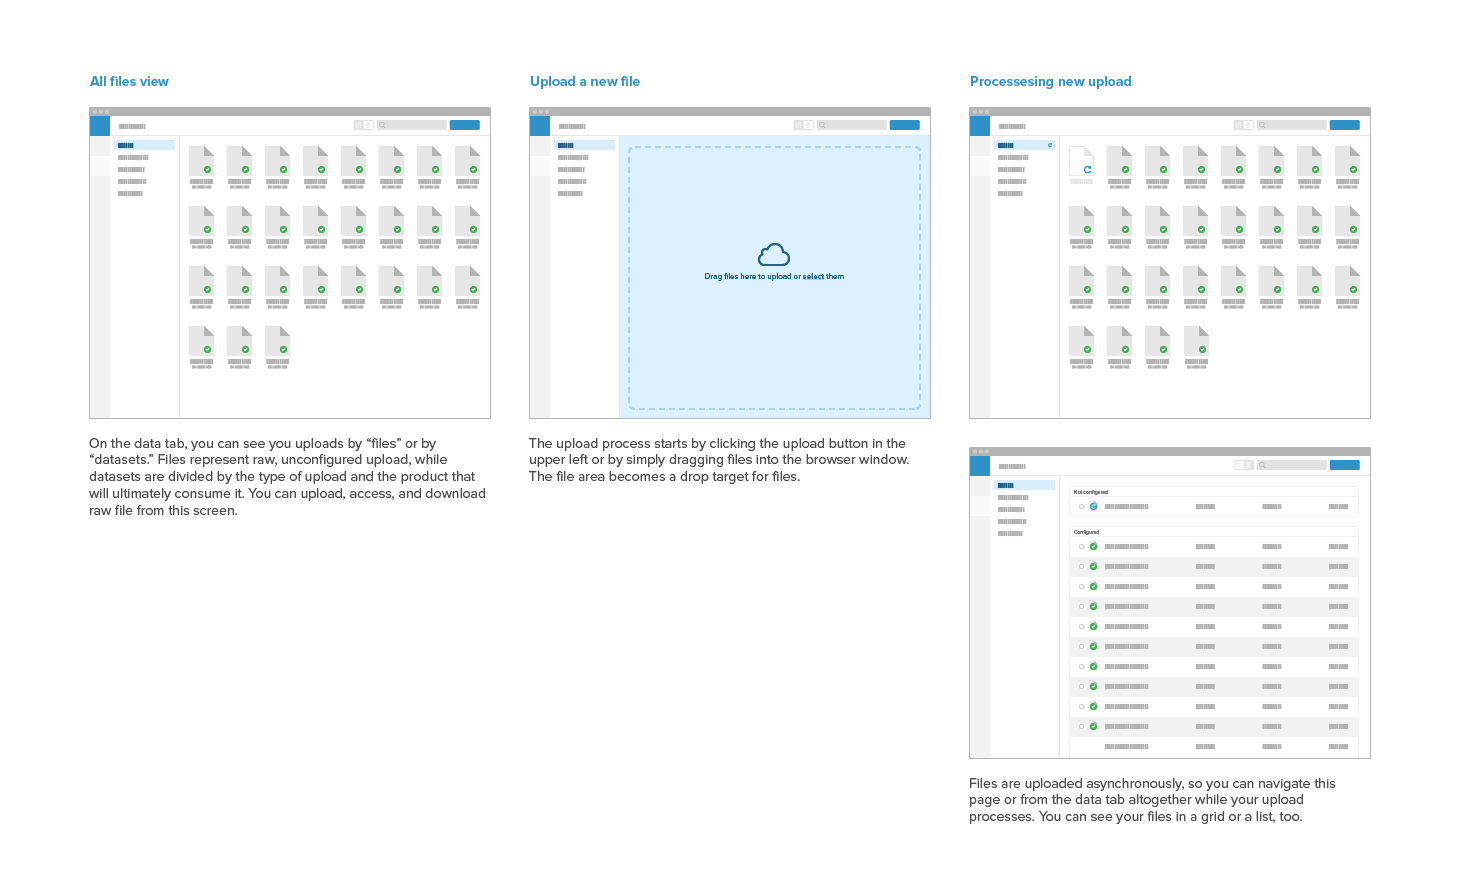 All files view
On the data tab, you can see you uploads by “files” or by
“datasets.” Files represent raw, unconfigured upload, while
datasets are divided by the type of upload and the product that
will ultimately consume it. You can upload, access, and download
raw file from this screen.
Upload a new file
Drag files here to upload or select them
The upload process starts by clicking the upload button in the
upper left or by simply dragging files into the browser window.
The file area becomes a drop target for files.
Processesing new upload
Not configured
Configured
Files are uploaded asynchronously, so you can navigate this
page or from the data tab altogether while your upload
processes. You can see your files in a grid or a list, too.